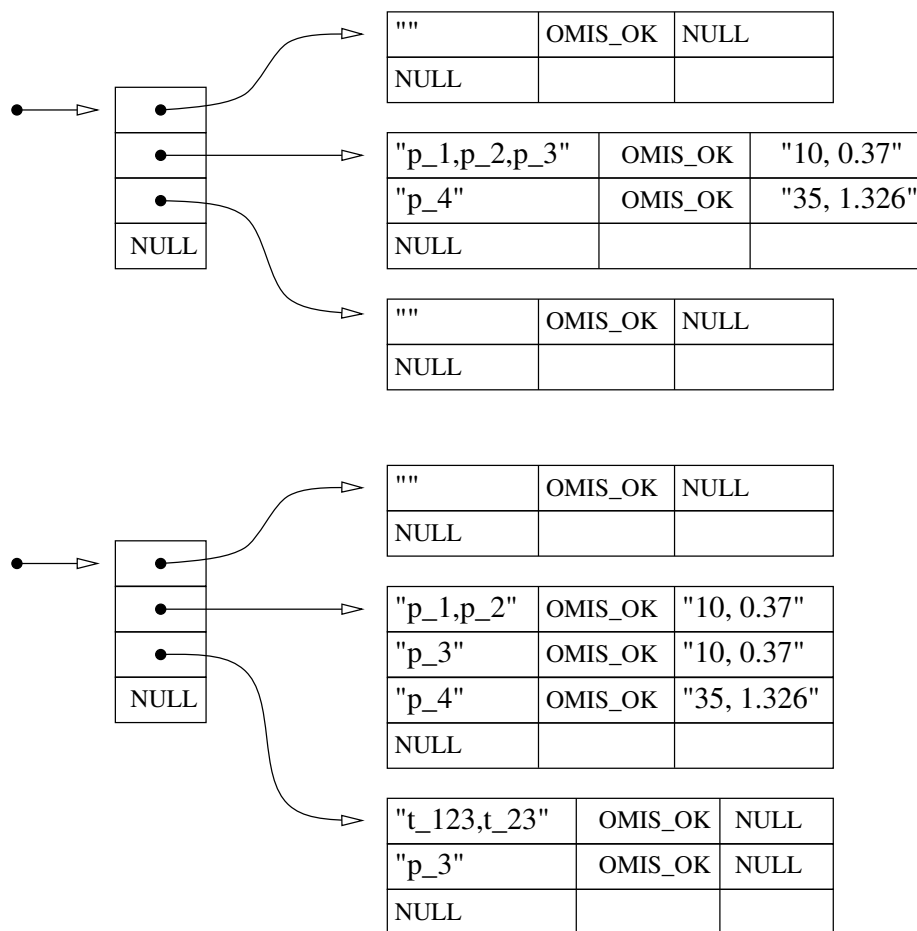 "" OMIS_OK NULL
NULL
"p_1,p_2,p_3" OMIS_OK "10, 0.37"
"p_4" OMIS_OK "35, 1.326"
NULL
NULL
"" OMIS_OK NULL
NULL
"" OMIS_OK NULL
NULL
"p_1,p_2" OMIS_OK "10, 0.37"
"p_3" OMIS_OK "10, 0.37"
"p_4" OMIS_OK "35, 1.326"
NULL
NULL
"t_123,t_23" OMIS_OK NULL
"p_3" OMIS_OK NULL
NULL